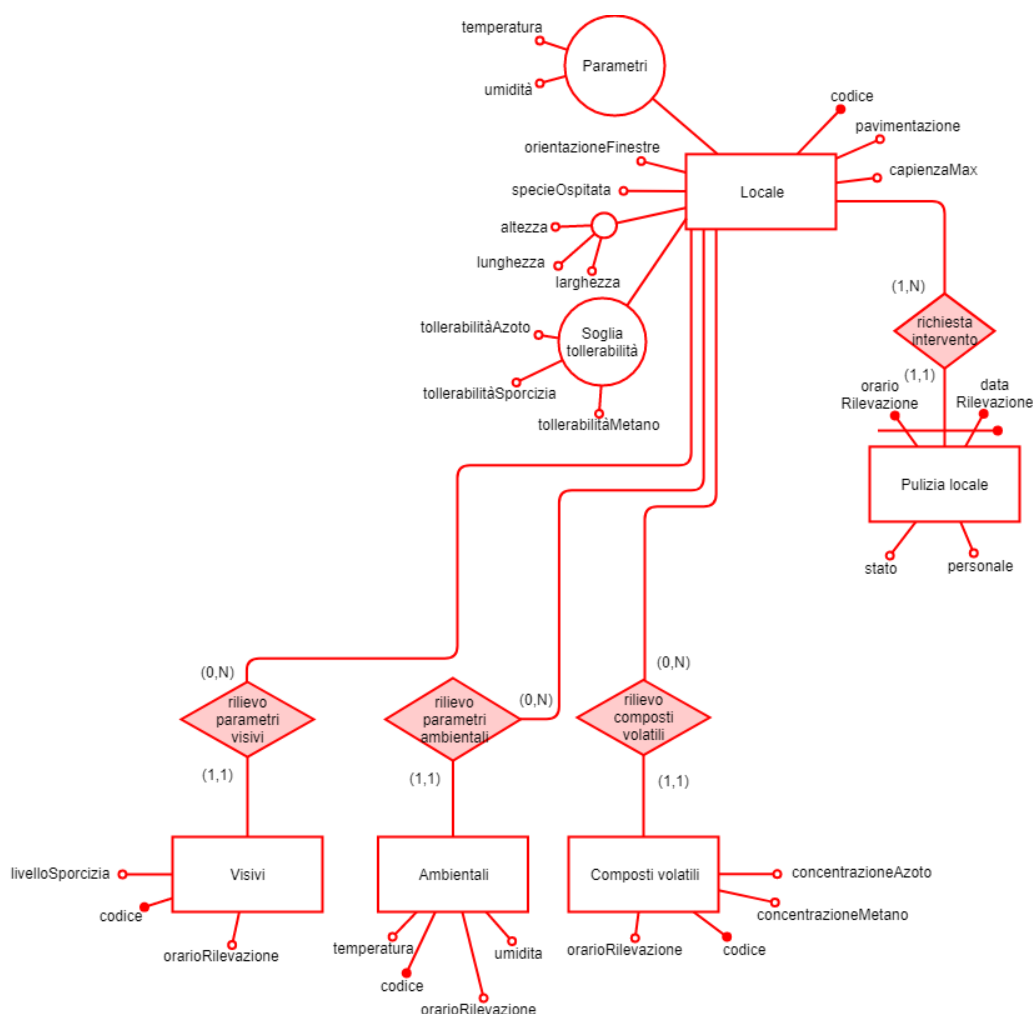 temperatura
Parametri
umidità
codice
pavimentazione
orientazioneFinestre
capienzaMax
specieOspitata
Locale
altezza
lunghezza
larghezza
(1,N)
richiesta
intervento
(1,1)
tollerabilitàAzoto
Soglia
tollerabilità
tollerabilitàSporcizia
tollerabilitàMetano
orario
Rilevazione
data
Rilevazione
Pulizia locale
stato
personale
(0,N)
rilievo
parametri
visivi
(1,1)
(0,N)
rilievo
parametri
ambientali
(1,1)
(0,N)
rilievo
composti
volatili
(1,1)
livelloSporcizia
Visivi
codice
orarioRilevazione
Ambientali
temperatura
umidita
codice
orarioRilevazione
Composti volatili
concentrazioneAzoto
concentrazioneMetano
orarioRilevazione
codice